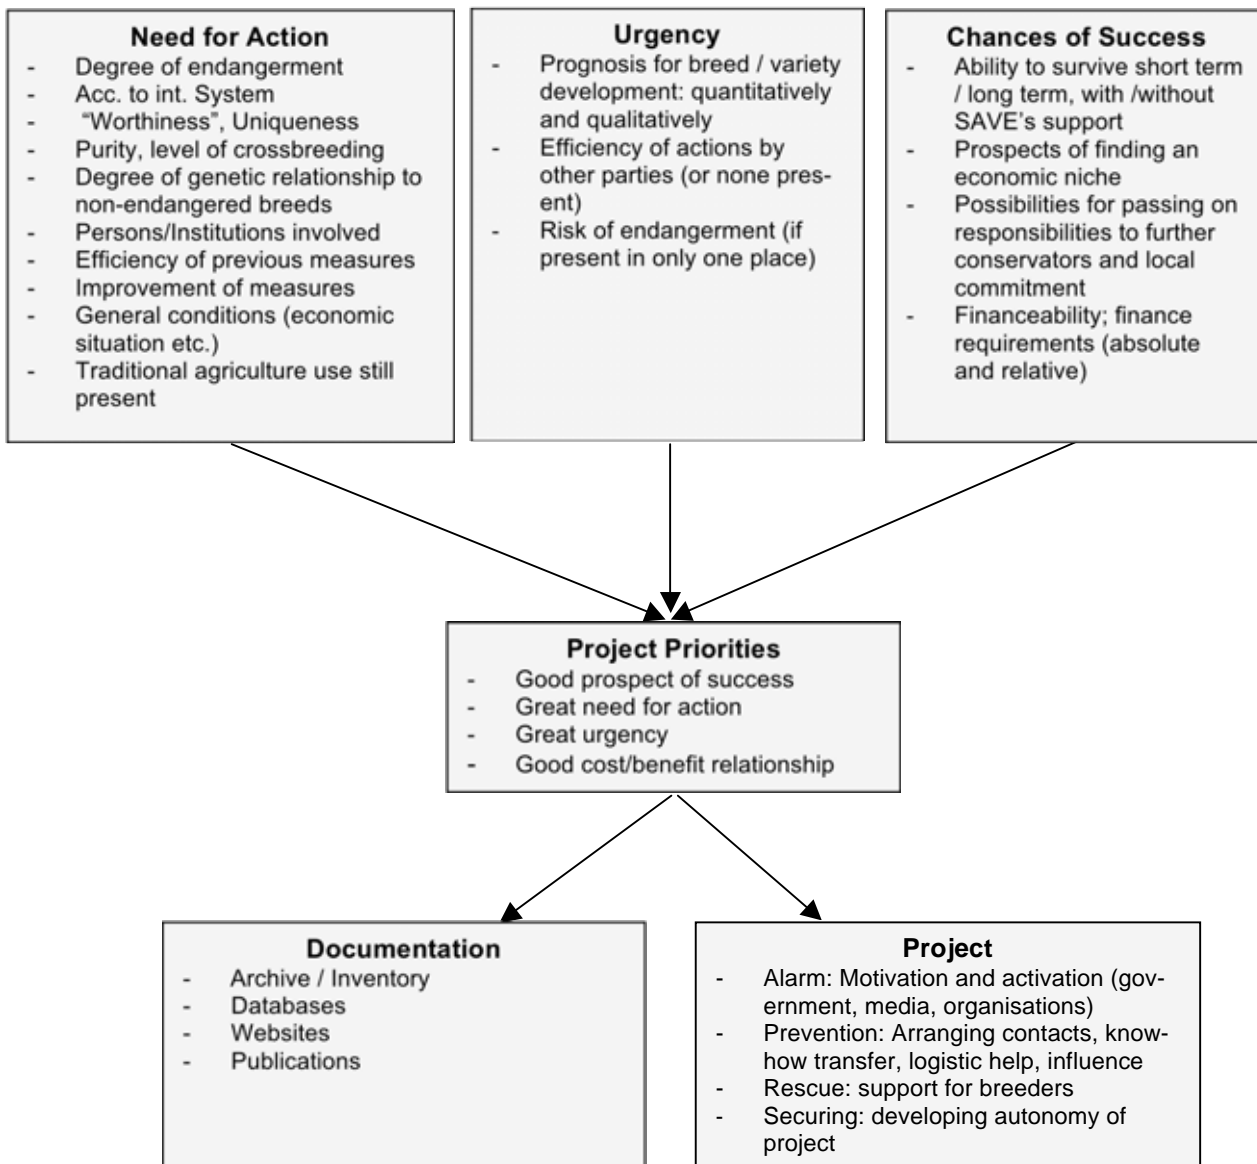 Need for Action
- Degree of endangerment
- Acc. to int. System
- “Worthiness”, Uniqueness
- Purity, level of crossbreeding
- Degree of genetic relationship to
non-endangered breeds
- Persons/Institutions involved
- Efficiency of previous measures
- Improvement of measures
- General conditions (economic
situation etc.)
- Traditional agriculture use still
present
Urgency
- Prognosis for breed / variety
development: quantitatively
and qualitatively
- Efficiency of actions by
other parties (or none pres-
ent)
- Risk of endangerment (if
present in only one place)
Chances of Success
- Ability to survive short term
/ long term, with /without
SAVE’s support
- Prospects of finding an
economic niche
- Possibilities for passing on
responsibilities to further
conservators and local
commitment
- Financeability; finance
requirements (absolute
and relative)
Project Priorities
- Good prospect of success
- Great need for action
- Great urgency
- Good cost/benefit relationship
Documentation
- Archive / Inventory
- Databases
- Websites
- Publications
Project
- Alarm: Motivation and activation (gov-
ernment, media, organisations)
- Prevention: Arranging contacts, know-
how transfer, logistic help, influence
- Rescue: support for breeders
- Securing: developing autonomy of
project